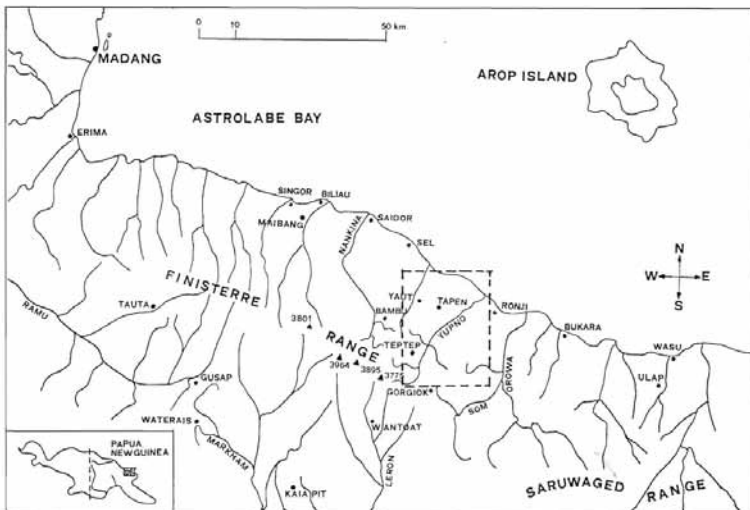 0 10 50 km
MADANG
AROP ISLAND
ASTROLABE BAY
ERIMA
SINGOR
BILIAU
MAIBANG
SAIDOR
NANKINA
SEL
N
W E
S
FINISTERRE
RANGE
YAUT
TAPEN
RONJI
RAMU
TAUTA
BAMBU
YUPNO
BUKARA
3801
TEPTEP
WASU
3964
3895
3775
OROWA
ULAP
GUSAP
GORGIOK
SOM
WATERAIS
WANTOAT
MARKHAM
LERON
PAPUA
NEW GUINEA
KAIAPIT
SARUWAGED
RANGE